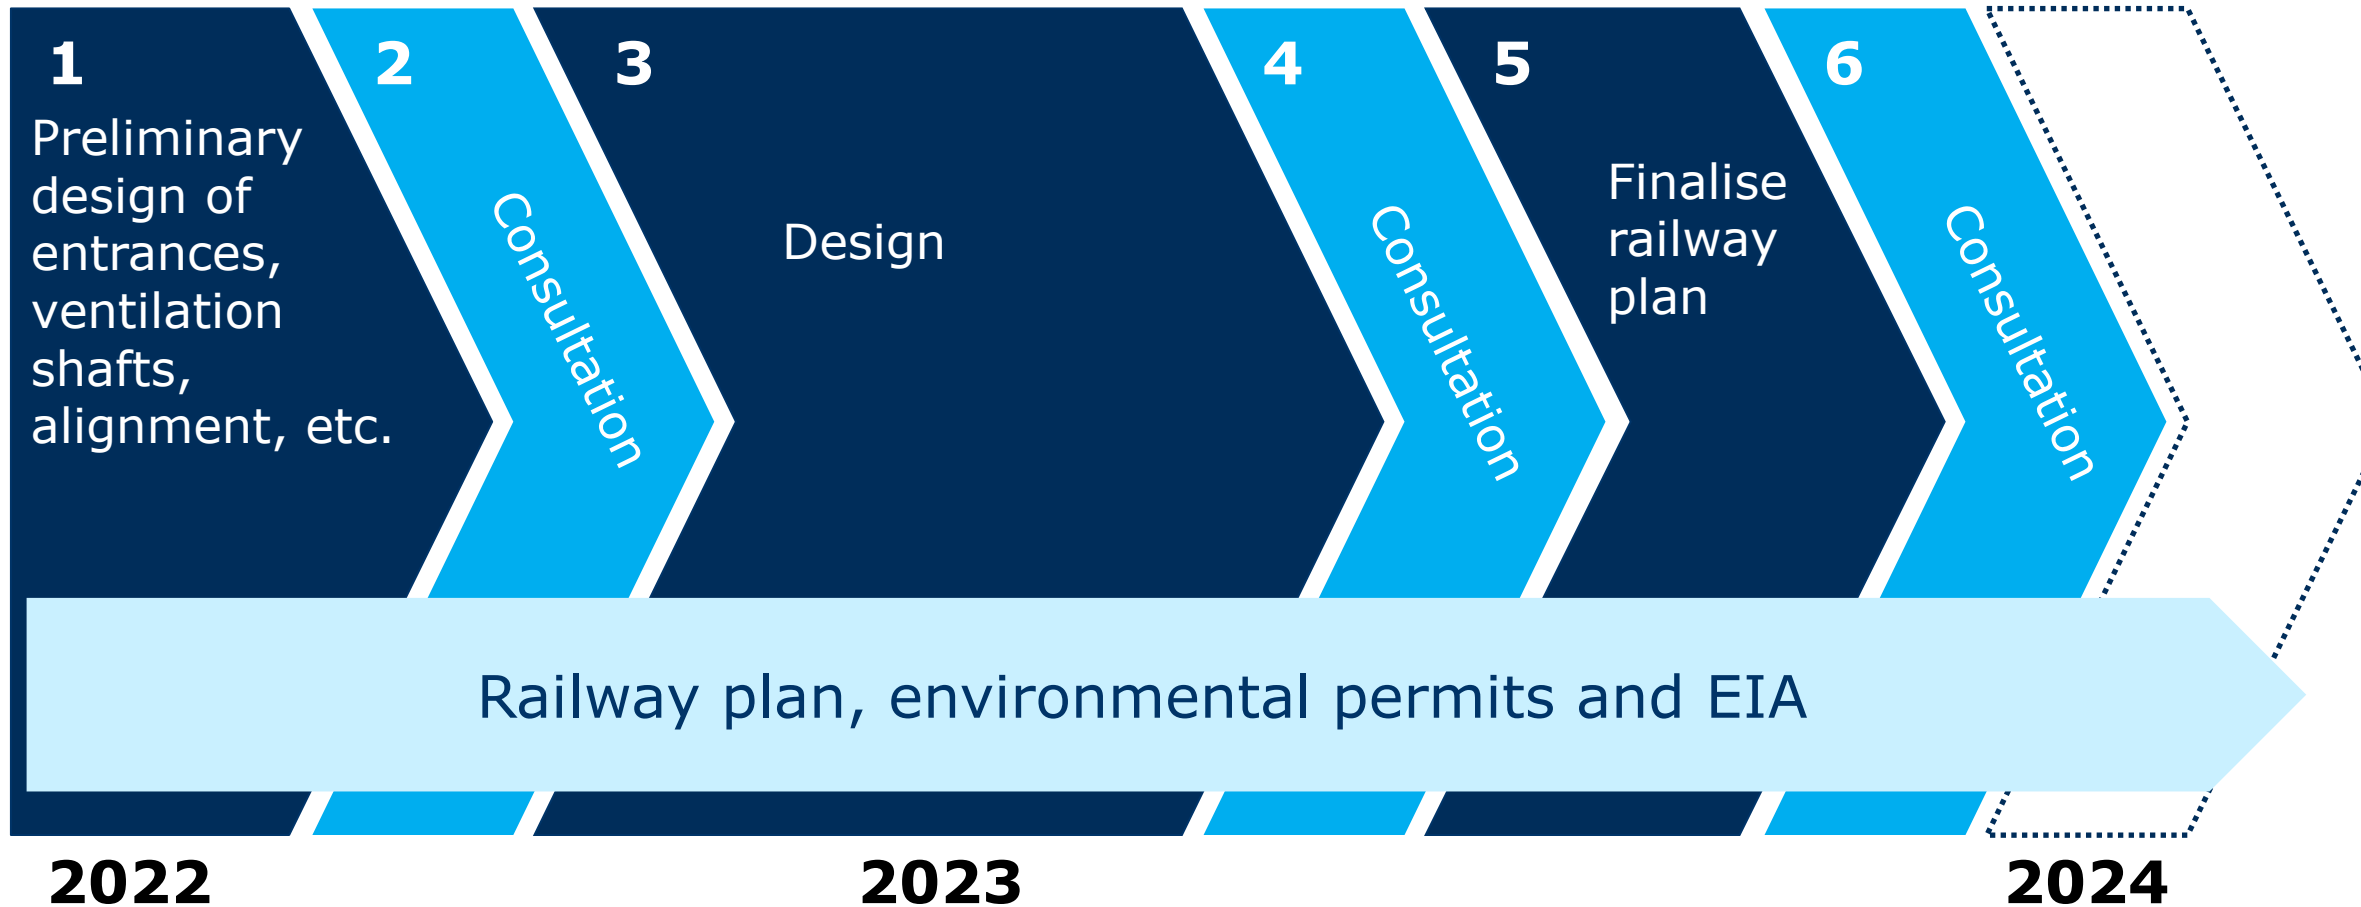 1
Preliminary
design of
entrances,
ventilation
shafts,
alignment, etc.
2
Consultation
3
Design
4
Consultation
5
Finalise
railway
plan
6
Consultation
Railway plan, environmental permits and EIA
2022
2023
2024